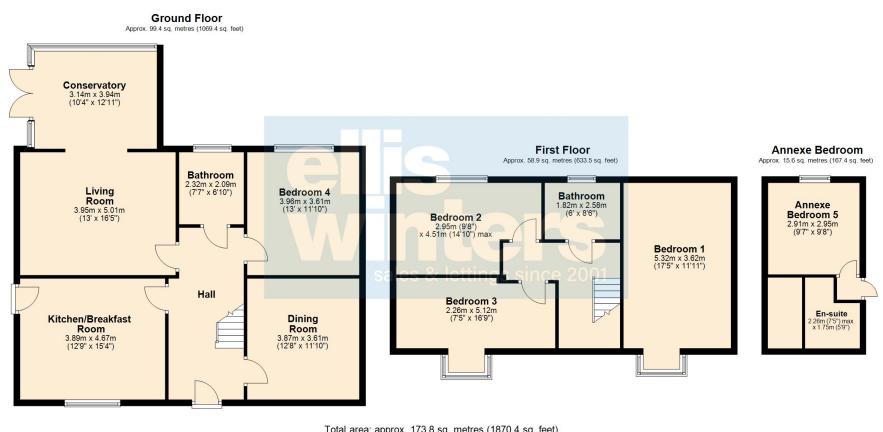 Ground Floor
Approx. 99.4 sq. metres (1069.4 sq. feet)
Conservatory
3.14m x 3.94m
(10'4" x 12'11")
Living
Room
3.95m x 5.01m
(13' x 16'5")
Bathroom
2.32m x 2.09m
(7'7" x 6'10")
Bedroom 4
3.96m x 3.61m
(13' x 11'10")
Hall
Kitchen/Breakfast
Room
3.89m x 4.67m
(12'9" x 15'4")
Dining
Room
3.87m x 3.61m
(12'8" x 11'10")
ellis
winters
sales & lettings since 2001
First Floor
Approx. 58.9 sq. metres (633.5 sq. feet)
Bedroom 2
2.95m (9'8")
x 4.51m (14'10") max
Bathroom
1.82m x 2.58m
(6' x 8'6")
Bedroom 1
5.32m x 3.62m
(17'5" x 11'11")
Bedroom 3
2.26m x 5.12m
(7'5" x 16'9")
Annexe Bedroom
Approx. 15.6 sq. metres (167.4 sq. feet)
Annexe
Bedroom 5
2.91m x 2.95m
(9'7" x 9'8")
En-suite
2.26m (7'5") max
x 1.75m (5'9")
Total area: approx. 173.8 sq. metres (1870.4 sq. feet)